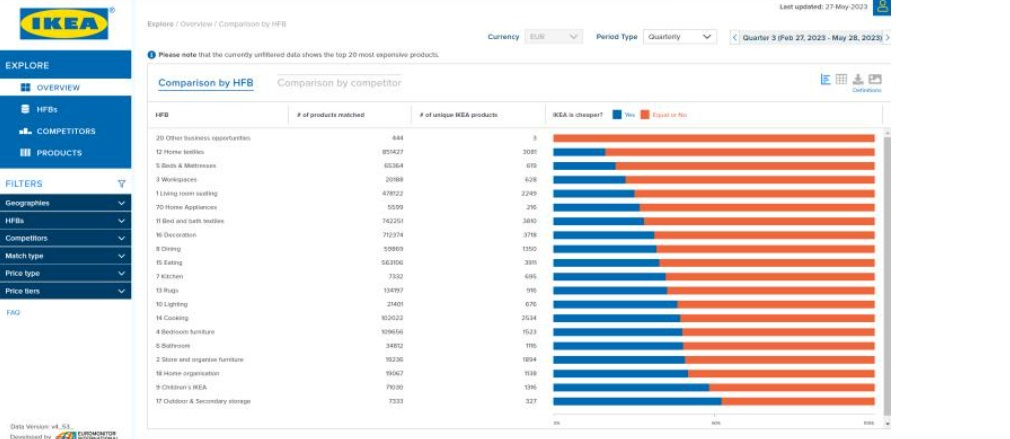 Last updated: 27-May-2023
IKEA
Explore / Overview / Comparison by HFB
Currency EUR Period Type Quarterly Quarter 3 (Feb 27, 2023 - May 28, 2023)
Please note that the currently unfiltered data shows the top 20 most expensive products.
EXPLORE
OVERVIEW
HFBs
COMPETITORS
PRODUCTS
FILTERS
Geographies
HFBs
Competitors
Match type
Price type
Price tiers
FAQ
Comparison by HFB Comparison by competitor
Definitions
HFB # of products matched # of unique IKEA products IKEA is cheaper? Yes Equal or No
20 Other business opportunities 444 3
12 Home textiles 851427 3081
5 Beds & Mattresses 65364 619
3 Workspaces 20188 628
1 Living room seating 478122 2249
70 Home Appliances 5599 216
11 Bed and bath textiles 742251 3810
16 Decoration 712374 3718
8 Dining 59869 1350
15 Eating 563106 3911
7 Kitchen 7332 695
13 Rugs 134197 916
10 Lighting 21401 676
14 Cooking 102022 2534
4 Bedroom furniture 109656 1523
6 Bathroom 34812 1116
2 Store and organise furniture 19236 1894
18 Home organisation 19067 1138
9 Children's IKEA 71030 1316
17 Outdoor & Secondary storage 7333 327
0% 50% 100%
Data Version: v4_53_
Developed by EUROMONITOR INTERNATIONAL